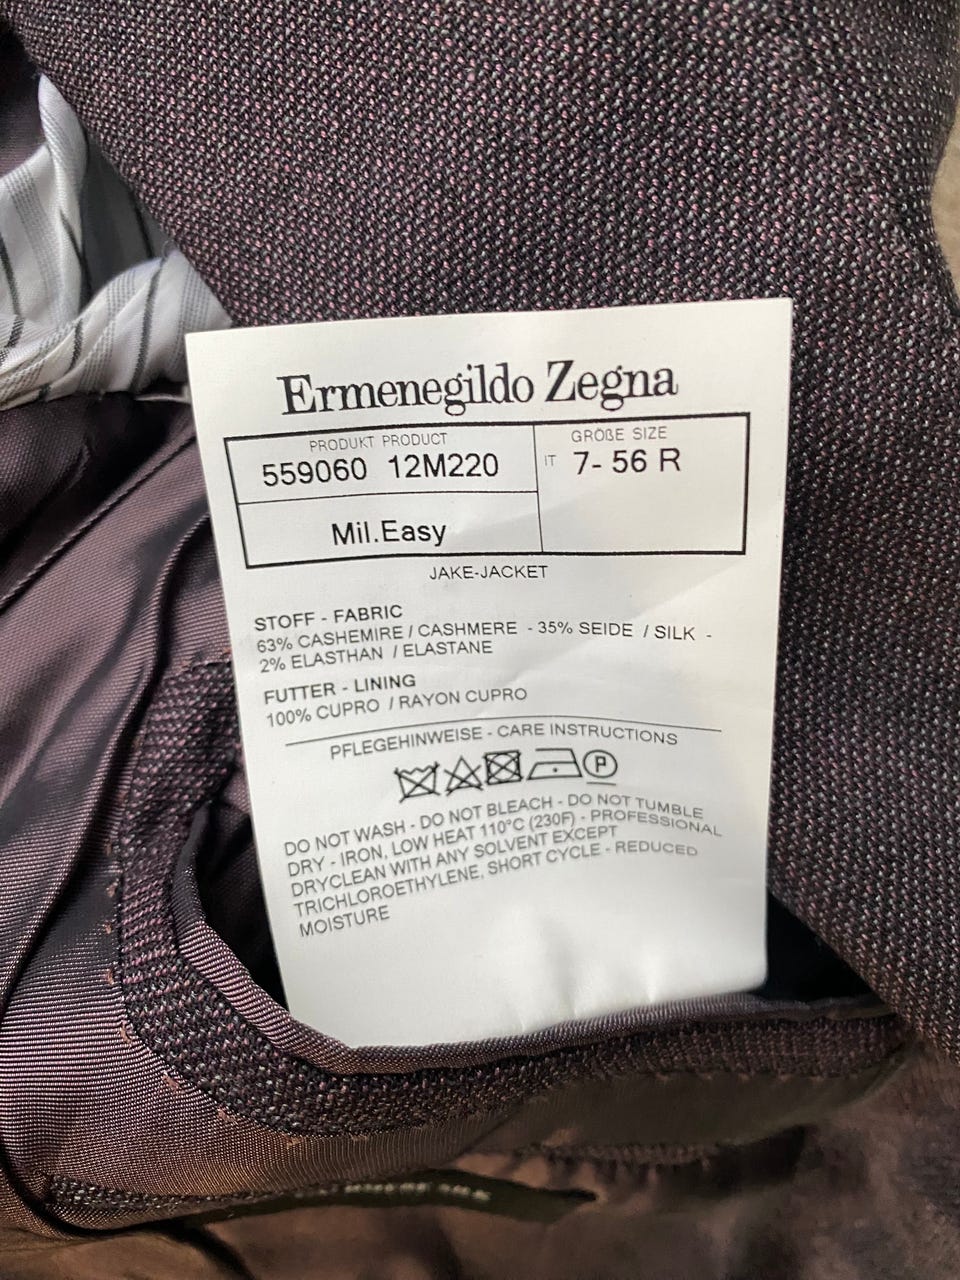 Ermenegildo Zegna
PRODUKT PRODUCT
559060 12M220
GRÖßE SIZE
IT 7- 56 R
Mil.Easy
JAKE-JACKET
STOFF - FABRIC
63% CASHEMIRE / CASHMERE - 35% SEIDE / SILK -
2% ELASTHAN / ELASTANE
FUTTER - LINING
100% CUPRO / RAYON CUPRO
PFLEGEHINWEISE - CARE INSTRUCTIONS
P
DO NOT WASH - DO NOT BLEACH - DO NOT TUMBLE
DRY - IRON, LOW HEAT 110°C (230F) - PROFESSIONAL
DRYCLEAN WITH ANY SOLVENT EXCEPT
TRICHLOROETHYLENE, SHORT CYCLE - REDUCED
MOISTURE
SILK